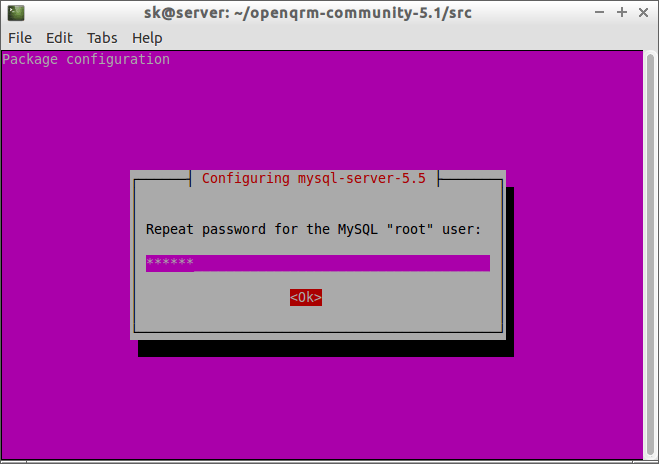 sk@server: ~/openqrm-community-5.1/src
File Edit Tabs Help
Package configuration
Configuring mysql-server-5.5
Repeat password for the MySQL "root" user:
******
<Ok>